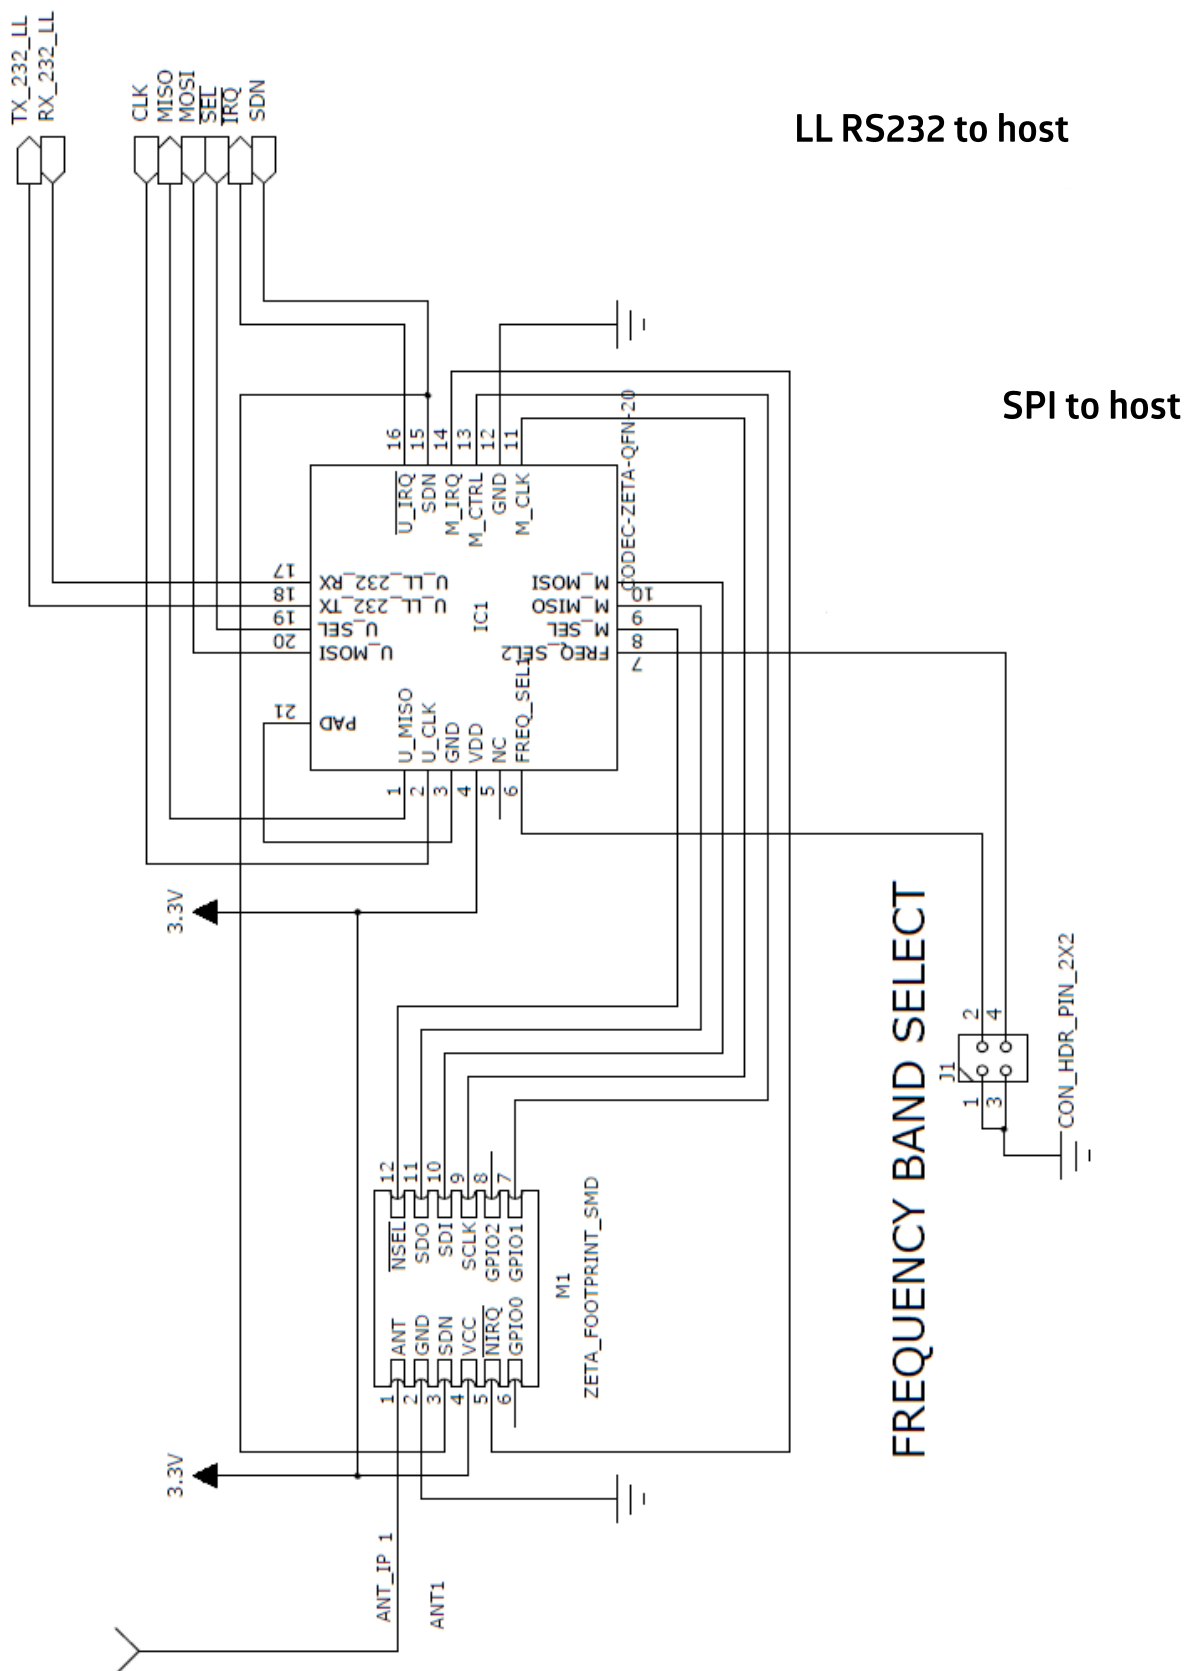 TX_232_LL
RX_232_LL
CLK
MISO
MOSI
SEL
IRQ
SDN
LL RS232 to host
SPI to host
16
15
14
13
12
11
U_IRQ
SDN
M_IRQ
M_CTRL
GND
M_CLK
CODEC-ZETA-QFN-20
17
18
19
20
21
U_LL_232_RX
U_LL_232_TX
U_SEL
U_MOSI
PAD
IC1
M_MOSI
M_MISO
M_SEL
FREQ_SEL2
10
9
8
7
U_MISO
U_CLK
GND
VDD
NC
FREQ_SEL1
1
2
3
4
5
6
3.3V
FREQUENCY BAND SELECT
J1
2
4
1
3
CON_HDR_PIN_2X2
12
11
10
9
8
7
NSEL
SDO
SDI
SCLK
GPIO2
GPIO1
ANT
GND
SDN
VCC
NIRQ
GPIO0
1
2
3
4
5
6
M1
ZETA_FOOTPRINT_SMD
3.3V
ANT_IP 1
ANT1